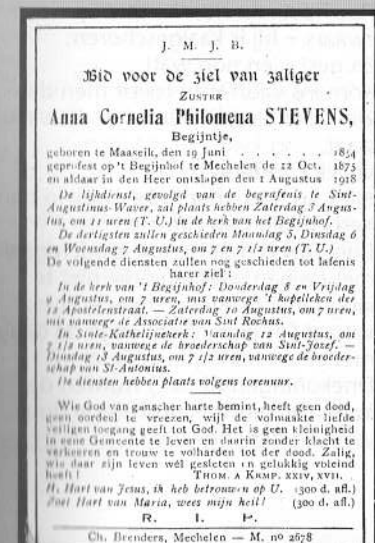 J. M. J. B.
Bid voor de ziel van zaliger
ZUSTER
Anna Cornelia Philomena STEVENS,
Begijntje,
geboren te Maaseik, den 19 Juni . . . . . . 1854
geprofest op 't Begijnhof te Mechelen de 22 Oct. 1875
en aldaar in den Heer ontslapen den 1 Augustus 1918
De lijkdienst, gevolgd van de begrafenis te Sint-
Augustinus-Waver, zal plaats hebben Zaterdag 3 Augus-
tus, om 11 uren (T. U.) in de kerk van het Begijnhof.
De dertigsten zullen geschieden Maandag 5, Dinsdag 6
en Woensdag 7 Augustus, om 7 en 7 1/2 uren (T. U.)
De volgende diensten zullen nog geschieden tot lafenis
harer ziel :
In de kerk van 't Begijnhof: Donderdag 8 en Vrijdag
9 Augustus, om 7 uren, mis vanwege 't kapelleken der
12 Apostelenstraat. — Zaterdag 10 Augustus, om 7 uren,
mis vanwege de Associatie van Sint Rochus.
In Sinte-Kathelijnekerk: Maandag 12 Augustus, om
7 1/2 uren, vanwege de broederschap van Sint-Jozef. —
Dinsdag 13 Augustus, om 7 1/2 uren, vanwege de broeder-
schap van St-Antonius.
De diensten hebben plaats volgens torenuur.
Wie God van ganscher harte bemint, heeft geen dood,
geen oordeel te vreezen, wijl de volmaakte liefde
veiligen toegang geeft tot God. Het is geen kleinigheid
in eene Gemeente te leven en daarin zonder klacht te
verkeeren en trouw te volharden tot der dood. Zalig,
wie daar zijn leven wél gesleten in gelukkig voleind
heeft ! THOM. A KEMP. XXIV, XVII.
H. Hart van Jesus, ik heb betrouwen op U. (300 d. afl.)
Zoet Hart van Maria, wees mijn heil! (300 d. afl.)
R. I. P.
Ch. Brenders, Mechelen — M. no 2678